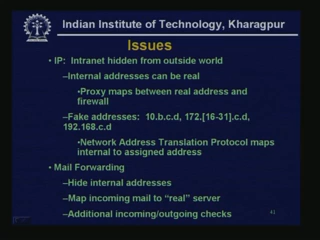 Indian Institute of Technology, Kharagpur
Issues
• IP: Intranet hidden from outside world
–Internal addresses can be real
•Proxy maps between real address and
firewall
–Fake addresses: 10.b.c.d, 172.[16-31].c.d,
192.168.c.d
•Network Address Translation Protocol maps
internal to assigned address
• Mail Forwarding
–Hide internal addresses
–Map incoming mail to “real” server
–Additional incoming/outgoing checks